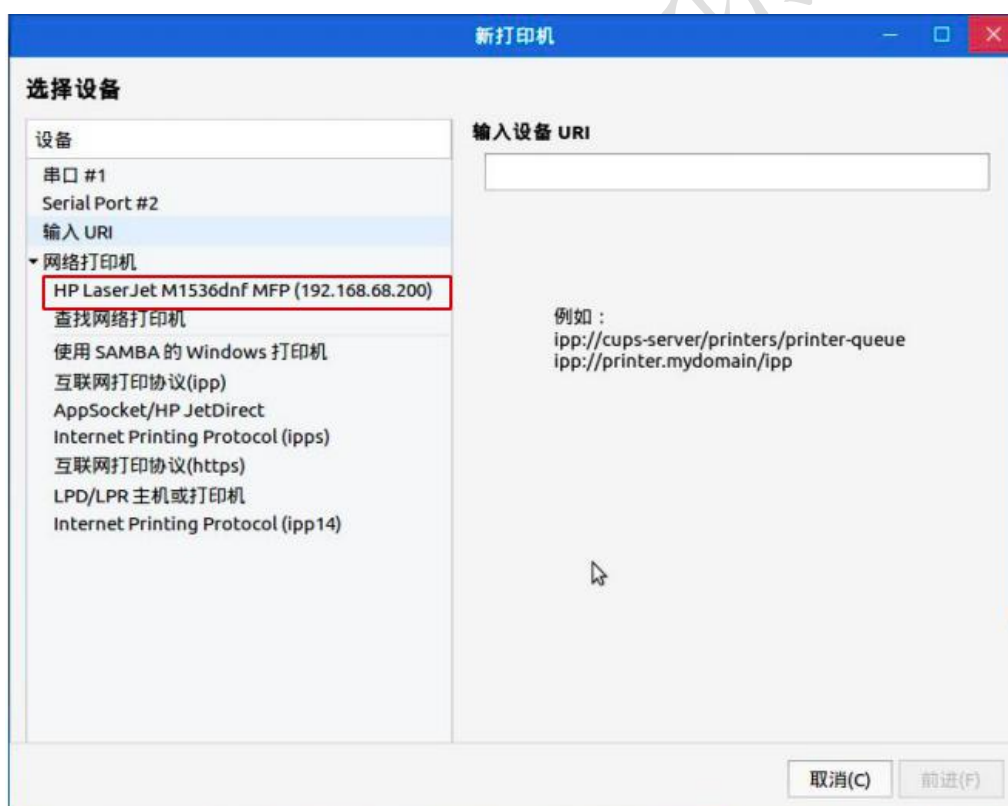 新打印机
选择设备
设备
串口 #1
Serial Port #2
输入 URI
网络打印机
HP LaserJet M1536dnf MFP (192.168.68.200)
查找网络打印机
使用 SAMBA 的 Windows 打印机
互联网打印协议(ipp)
AppSocket/HP JetDirect
Internet Printing Protocol (ipps)
互联网打印协议(https)
LPD/LPR 主机或打印机
Internet Printing Protocol (ipp14)
输入设备 URI
例如：
ipp://cups-server/printers/printer-queue
ipp://printer.mydomain/ipp
取消(C)
前进(F)